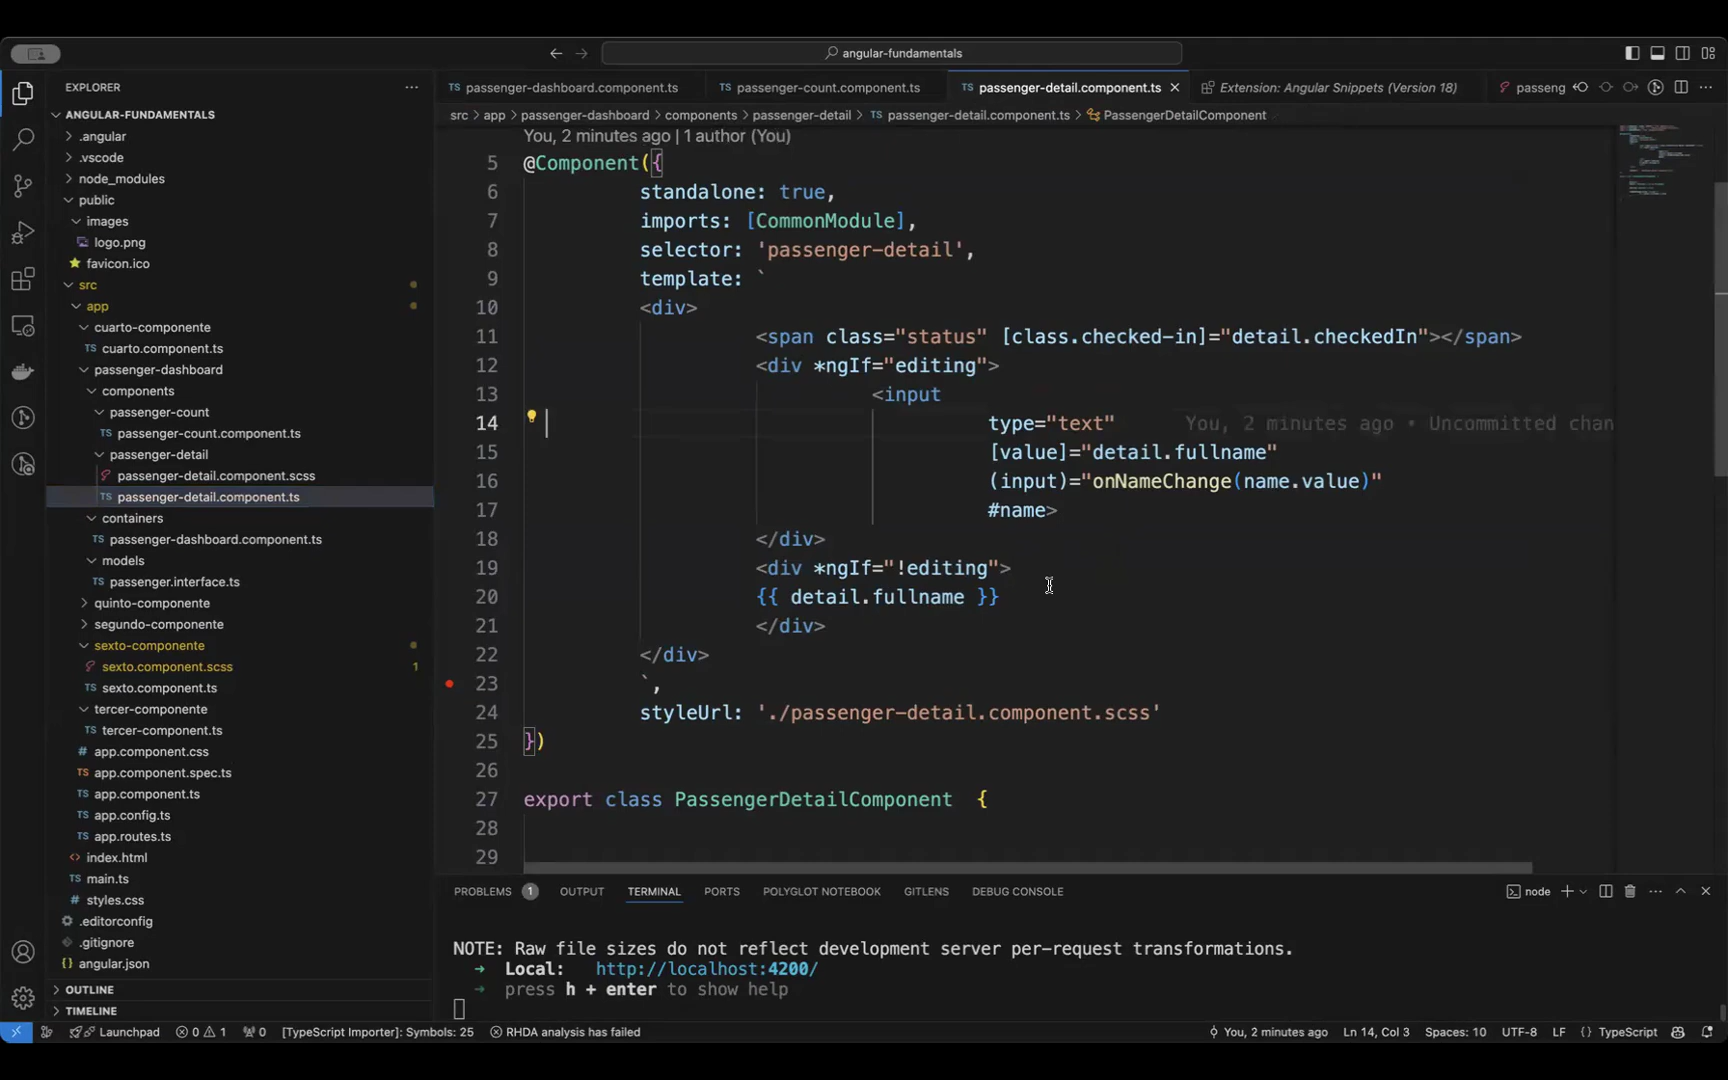 angular-fundamentals
EXPLORER
passenger-dashboard.component.ts
passenger-count.component.ts
passenger-detail.component.ts
Extension: Angular Snippets (Version 18)
passeng
src > app > passenger-dashboard > components > passenger-detail > passenger-detail.component.ts > PassengerDetailComponent
ANGULAR-FUNDAMENTALS
.angular
.vscode
node_modules
public
images
logo.png
favicon.ico
src
app
cuarto-componente
cuarto.component.ts
passenger-dashboard
components
passenger-count
passenger-count.component.ts
passenger-detail
passenger-detail.component.scss
passenger-detail.component.ts
containers
passenger-dashboard.component.ts
models
passenger.interface.ts
quinto-componente
segundo-componente
sexto-componente
sexto.component.scss 1
sexto.component.ts
tercer-componente
tercer-component.ts
app.component.css
app.component.spec.ts
app.component.ts
app.config.ts
app.routes.ts
index.html
main.ts
styles.css
.editorconfig
.gitignore
angular.json
OUTLINE
TIMELINE
You, 2 minutes ago | 1 author (You)
5 @Component({
6 standalone: true,
7 imports: [CommonModule],
8 selector: 'passenger-detail',
9 template: `
10 <div>
11 <span class="status" [class.checked-in]="detail.checkedIn"></span>
12 <div *ngIf="editing">
13 <input
14 type="text" You, 2 minutes ago • Uncommitted chan
15 [value]="detail.fullname"
16 (input)="onNameChange(name.value)"
17 #name>
18 </div>
19 <div *ngIf="!editing">
20 {{ detail.fullname }}
21 </div>
22 </div>
23 `,
24 styleUrl: './passenger-detail.component.scss'
25 })
26
27 export class PassengerDetailComponent {
28
29
PROBLEMS 1 OUTPUT TERMINAL PORTS POLYGLOT NOTEBOOK GITLENS DEBUG CONSOLE
node
NOTE: Raw file sizes do not reflect development server per-request transformations.
➜ Local: http://localhost:4200/
➜ press h + enter to show help
Launchpad 0 1 0 [TypeScript Importer]: Symbols: 25 RHDA analysis has failed
You, 2 minutes ago Ln 14, Col 3 Spaces: 10 UTF-8 LF {} TypeScript